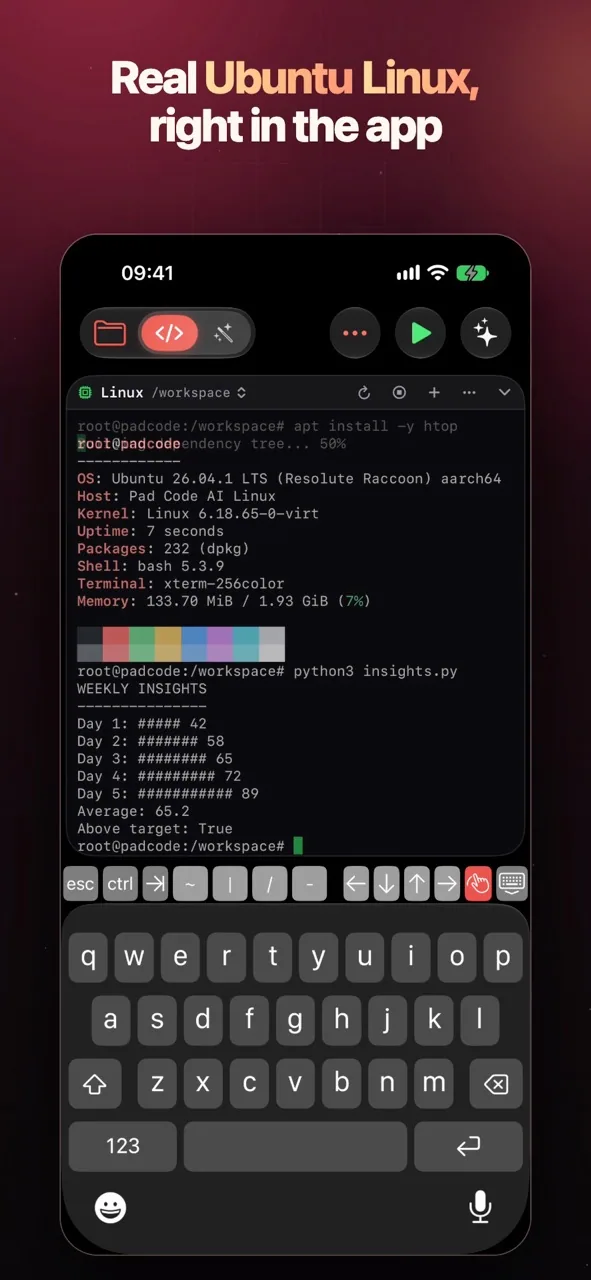 Real Ubuntu Linux,
right in the app
09:41
</>
Linux /workspace
root@padcode:/workspace# apt install -y htop
root@padcode
dependency tree... 50%
------------
OS: Ubuntu 26.04.1 LTS (Resolute Raccoon) aarch64
Host: Pad Code AI Linux
Kernel: Linux 6.18.65-0-virt
Uptime: 7 seconds
Packages: 232 (dpkg)
Shell: bash 5.3.9
Terminal: xterm-256color
Memory: 133.70 MiB / 1.93 GiB (7%)
root@padcode:/workspace# python3 insights.py
WEEKLY INSIGHTS
---------------
Day 1: ##### 42
Day 2: ####### 58
Day 3: ######## 65
Day 4: ######### 72
Day 5: ########### 89
Average: 65.2
Above target: True
root@padcode:/workspace#
esc ctrl ~ | / -
q w e r t y u i o p
a s d f g h j k l
z x c v b n m
123